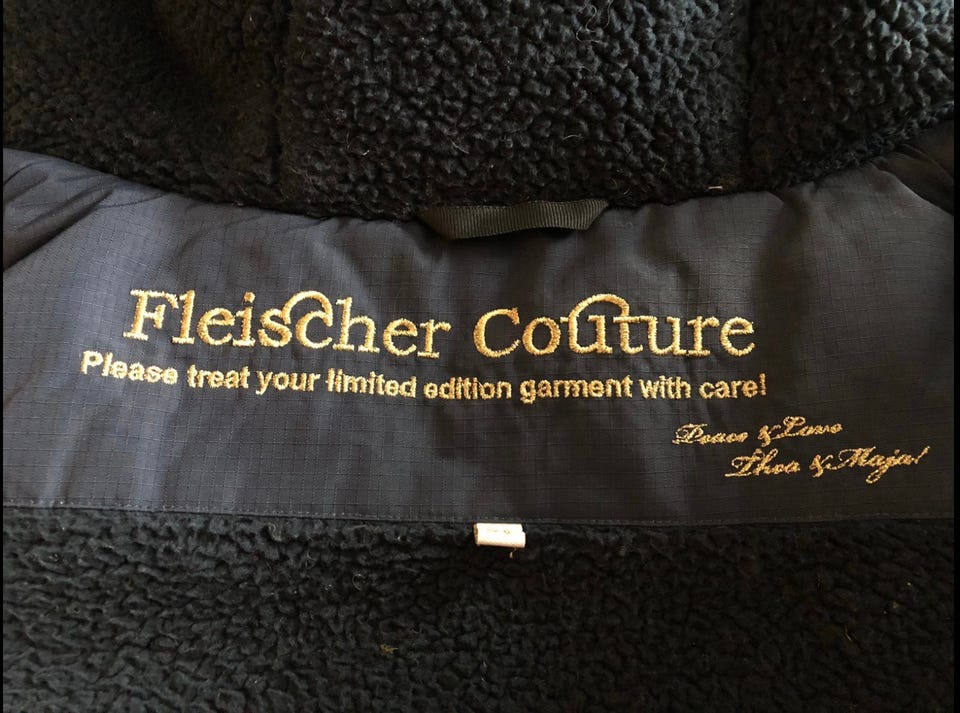 Fleischer Couture
Please treat your limited edition garment with care!
Peace & Love
Thea & Maja!